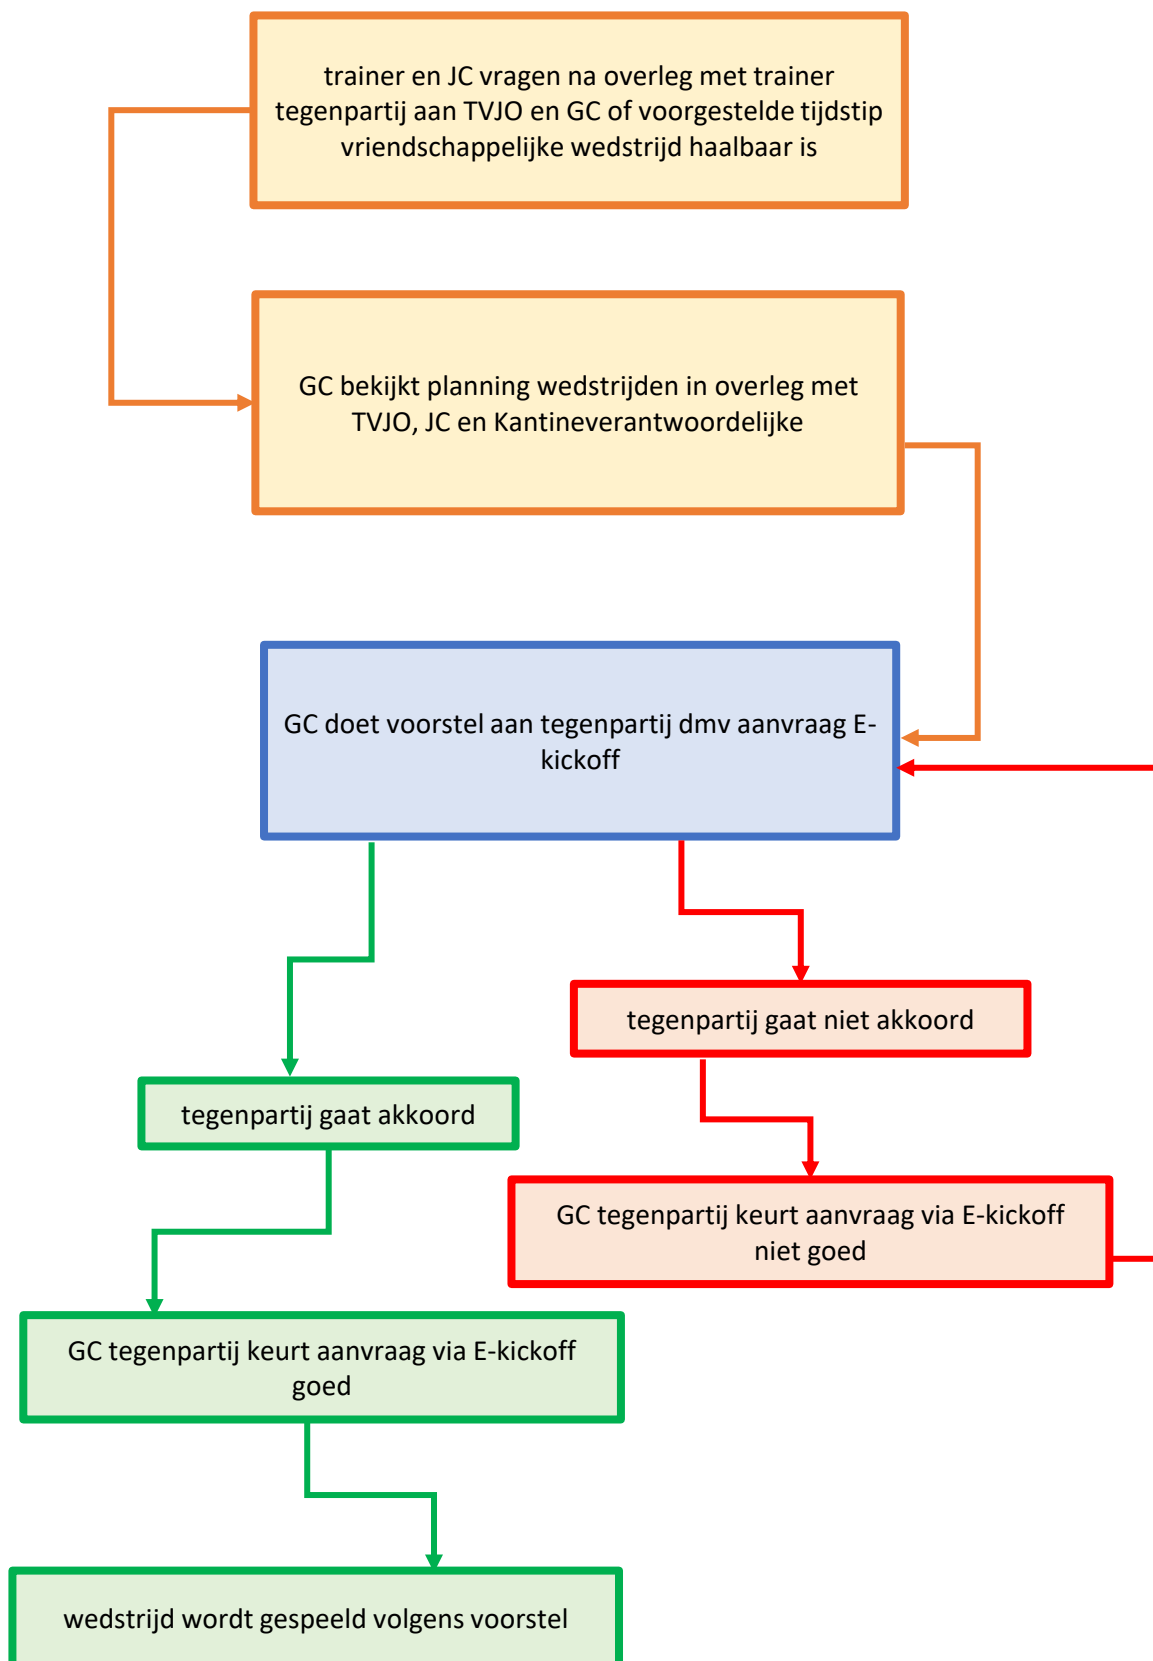 trainer en JC vragen na overleg met trainer
tegenpartij aan TVJO en GC of voorgestelde tijdstip
vriendschappelijke wedstrijd haalbaar is
GC bekijkt planning wedstrijden in overleg met
TVJO, JC en Kantineverantwoordelijke
GC doet voorstel aan tegenpartij dmv aanvraag E-
kickoff
tegenpartij gaat niet akkoord
tegenpartij gaat akkoord
GC tegenpartij keurt aanvraag via E-kickoff
niet goed
GC tegenpartij keurt aanvraag via E-kickoff
goed
wedstrijd wordt gespeeld volgens voorstel